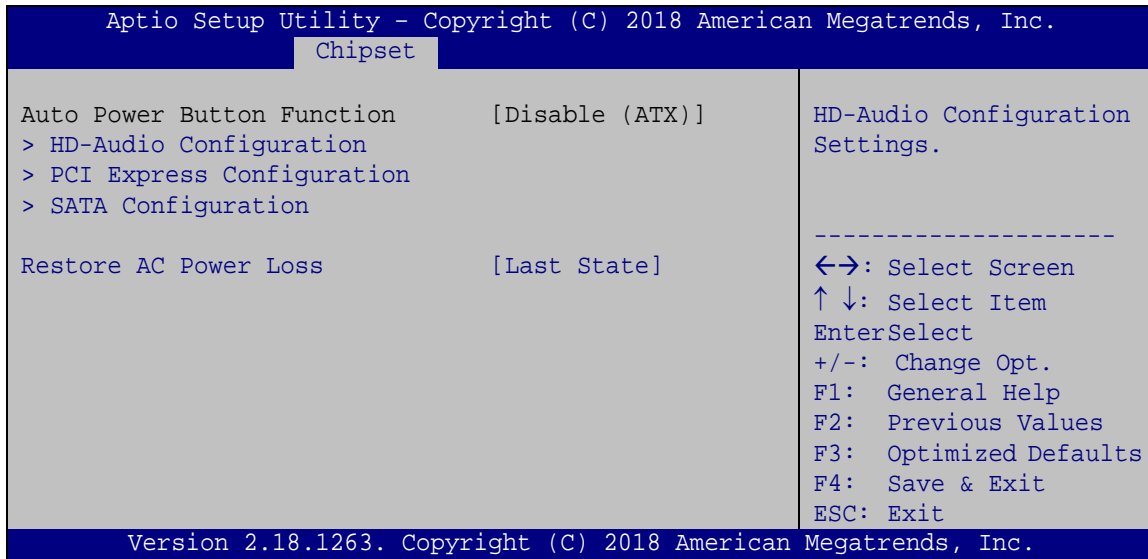 Aptio Setup Utility – Copyright (C) 2018 American Megatrends, Inc.
Chipset
Auto Power Button Function [Disable (ATX)]
> HD-Audio Configuration
> PCI Express Configuration
> SATA Configuration
Restore AC Power Loss [Last State]
HD-Audio Configuration
Settings.
---------------------
←→: Select Screen
↑ ↓: Select Item
EnterSelect
+/-: Change Opt.
F1: General Help
F2: Previous Values
F3: Optimized Defaults
F4: Save & Exit
ESC: Exit
Version 2.18.1263. Copyright (C) 2018 American Megatrends, Inc.